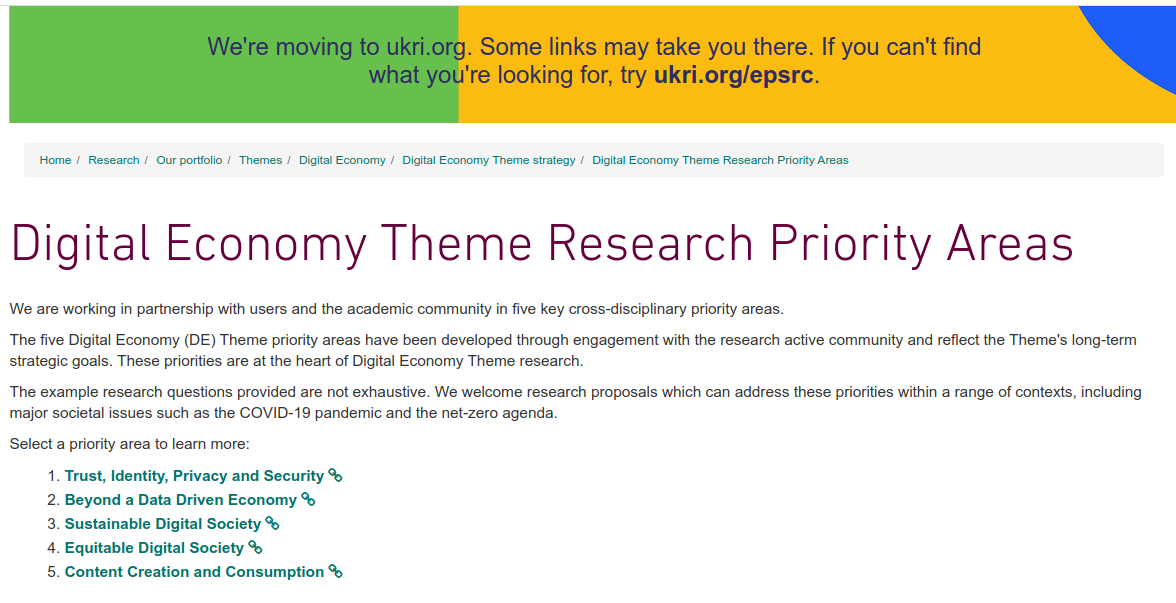 We're moving to ukri.org. Some links may take you there. If you can't find
what you're looking for, try ukri.org/epsrc.
Home / Research / Our portfolio / Themes / Digital Economy / Digital Economy Theme strategy / Digital Economy Theme Research Priority Areas
Digital Economy Theme Research Priority Areas
We are working in partnership with users and the academic community in five key cross-disciplinary priority areas.
The five Digital Economy (DE) Theme priority areas have been developed through engagement with the research active community and reflect the Theme's long-term
strategic goals. These priorities are at the heart of Digital Economy Theme research.
The example research questions provided are not exhaustive. We welcome research proposals which can address these priorities within a range of contexts, including
major societal issues such as the COVID-19 pandemic and the net-zero agenda.
Select a priority area to learn more:
1. Trust, Identity, Privacy and Security
2. Beyond a Data Driven Economy
3. Sustainable Digital Society
4. Equitable Digital Society
5. Content Creation and Consumption